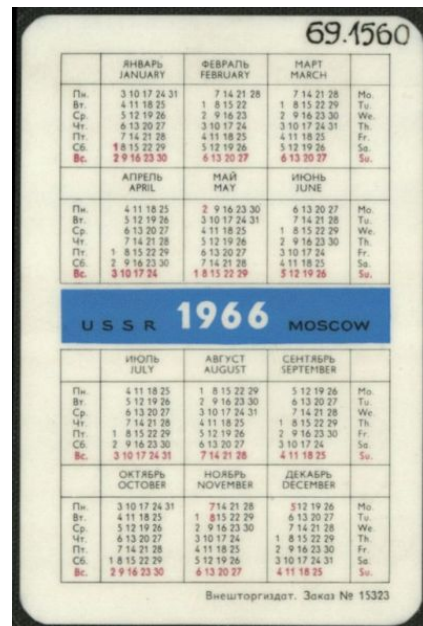 69.1560
ЯНВАРЬ ФЕВРАЛЬ МАРТ
JANUARY FEBRUARY MARCH
Пн. 3 10 17 24 31 7 14 21 28 7 14 21 28 Mo.
Вт. 4 11 18 25 1 8 15 22 1 8 15 22 29 Tu.
Ср. 5 12 19 26 2 9 16 23 2 9 16 23 30 We.
Чт. 6 13 20 27 3 10 17 24 3 10 17 24 31 Th.
Пт. 7 14 21 28 4 11 18 25 4 11 18 25 Fr.
Сб. 1 8 15 22 29 5 12 19 26 5 12 19 26 Sa.
Вс. 2 9 16 23 30 6 13 20 27 6 13 20 27 Su.
АПРЕЛЬ МАЙ ИЮНЬ
APRIL MAY JUNE
Пн. 4 11 18 25 2 9 16 23 30 6 13 20 27 Mo.
Вт. 5 12 19 26 3 10 17 24 31 7 14 21 28 Tu.
Ср. 6 13 20 27 4 11 18 25 1 8 15 22 29 We.
Чт. 7 14 21 28 5 12 19 26 2 9 16 23 30 Th.
Пт. 1 8 15 22 29 6 13 20 27 3 10 17 24 Fr.
Сб. 2 9 16 23 30 7 14 21 28 4 11 18 25 Sa.
Вс. 3 10 17 24 1 8 15 22 29 5 12 19 26 Su.
USSR 1966 MOSCOW
ИЮЛЬ АВГУСТ СЕНТЯБРЬ
JULY AUGUST SEPTEMBER
Пн. 4 11 18 25 1 8 15 22 29 5 12 19 26 Mo.
Вт. 5 12 19 26 2 9 16 23 30 6 13 20 27 Tu.
Ср. 6 13 20 27 3 10 17 24 31 7 14 21 28 We.
Чт. 7 14 21 28 4 11 18 25 1 8 15 22 29 Th.
Пт. 1 8 15 22 29 5 12 19 26 2 9 16 23 30 Fr.
Сб. 2 9 16 23 30 6 13 20 27 3 10 17 24 Sa.
Вс. 3 10 17 24 31 7 14 21 28 4 11 18 25 Su.
ОКТЯБРЬ НОЯБРЬ ДЕКАБРЬ
OCTOBER NOVEMBER DECEMBER
Пн. 3 10 17 24 31 7 14 21 28 5 12 19 26 Mo.
Вт. 4 11 18 25 1 8 15 22 29 6 13 20 27 Tu.
Ср. 5 12 19 26 2 9 16 23 30 7 14 21 28 We.
Чт. 6 13 20 27 3 10 17 24 1 8 15 22 29 Th.
Пт. 7 14 21 28 4 11 18 25 2 9 16 23 30 Fr.
Сб. 1 8 15 22 29 5 12 19 26 3 10 17 24 31 Sa.
Вс. 2 9 16 23 30 6 13 20 27 4 11 18 25 Su.
Внешторгиздат. Заказ № 15323